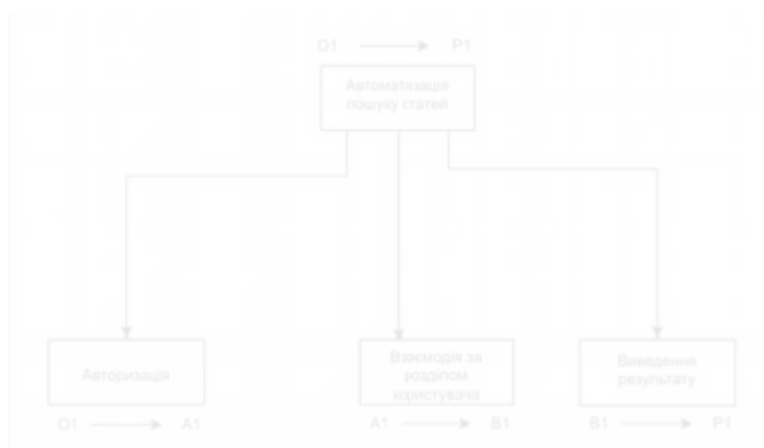 O1 P1
Автоматизація
пошуку статей
Авторизація
Взаємодія за
розділом
користувача
Виведення
результату
O1 A1
A1 B1
B1 P1